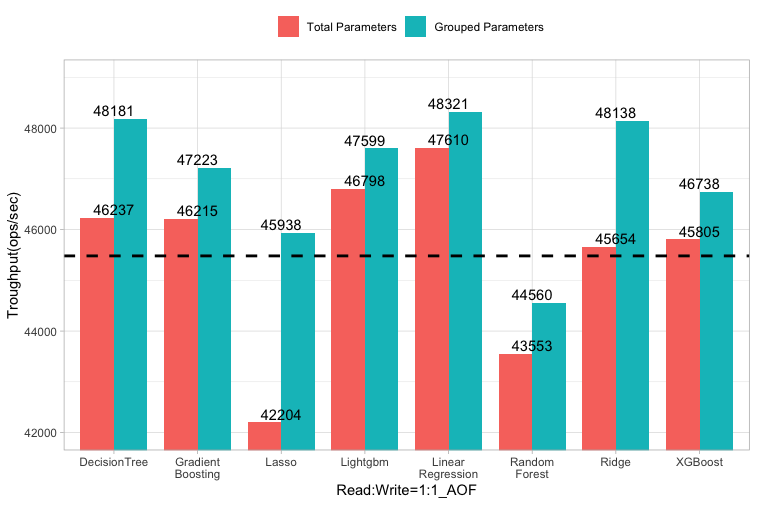 Total Parameters Grouped Parameters
Troughput(ops/sec)
48000
46000
44000
42000
48181
46237
47223
46215
45938
42204
47599
46798
48321
47610
44560
43553
48138
45654
46738
45805
DecisionTree
Gradient
Boosting
Lasso
Lightgbm
Linear
Regression
Random
Forest
Ridge
XGBoost
Read:Write=1:1_AOF